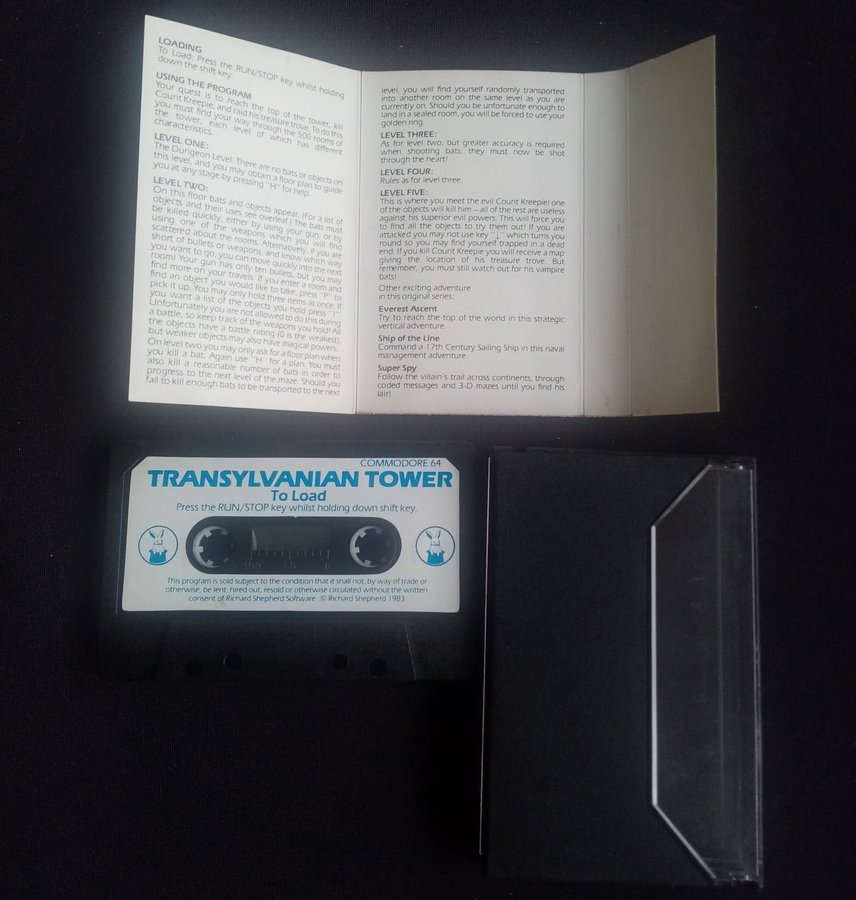 LOADING
To Load: Press the RUN/STOP key whilst holding
down the shift key.
USING THE PROGRAM
Your quest is to reach the top of the tower, kill
Count Kreepie, and raid his treasure trove. To do this
you must find your way through the 500 rooms of
the tower, each level of which has different
characteristics.
LEVEL ONE:
The Dungeon Level. There are no bats or objects on
this level, and you may obtain a floor plan to guide
you at any stage by pressing "H" for help.
LEVEL TWO:
On this floor bats and objects appear. (For a list of
objects and their uses see overleaf.) The bats must
be killed quickly, either by using your gun, or by
using one of the weapons which you will find
scattered about the rooms. Alternatively, if you are
short of bullets or weapons, and know which way
you want to go, you can move quickly into the next
room! Your gun has only ten bullets, but you may
find more on your travels. If you enter a room and
find an object you would like to take, press "P" to
pick it up. You may only hold three items at once. If
you want a list of the objects you hold press "I".
Unfortunately you are not allowed to do this during
a battle, so keep track of the weapons you hold! All
the objects have a battle rating (0 is the weakest),
but weaker objects may also have magical powers.
On level two you may only ask for a floor plan when
you kill a bat. Again use "H" for a plan. You must
also kill a reasonable number of bats in order to
progress to the next level of the maze. Should you
fail to kill enough bats to be transported to the next
level, you will find yourself randomly transported
into another room on the same level as you are
currently on. Should you be unfortunate enough to
land in a sealed room, you will be forced to use your
golden ring.
LEVEL THREE:
As for level two, but greater accuracy is required
when shooting bats: they must now be shot
through the heart!
LEVEL FOUR:
Rules as for level three.
LEVEL FIVE:
This is where you meet the evil Count Kreepie! one
of the objects will kill him – all of the rest are useless
against his superior evil powers. This will force you
to find all the objects to try them out! If you are
attacked you may not use key "↓" which turns you
round so you may find yourself trapped in a dead
end. If you kill Count Kreepie you will receive a map
giving the location of his treasure trove. But
remember, you must still watch out for his vampire
bats!
Other exciting adventure
in this original series:
Everest Ascent
Try to reach the top of the world in this strategic
vertical adventure.
Ship of the Line
Command a 17th Century Sailing Ship in this naval
management adventure.
Super Spy
Follow the villain's trail across continents, through
coded messages and 3-D mazes until you find his
lair!
COMMODORE 64
TRANSYLVANIAN TOWER
To Load
Press the RUN/STOP key whilst holding down shift key.
100 50 0
This program is sold subject to the condition that it shall not, by way of trade or
otherwise, be lent, hired out, resold or otherwise circulated without the written
consent of Richard Shepherd Software © Richard Shepherd 1983